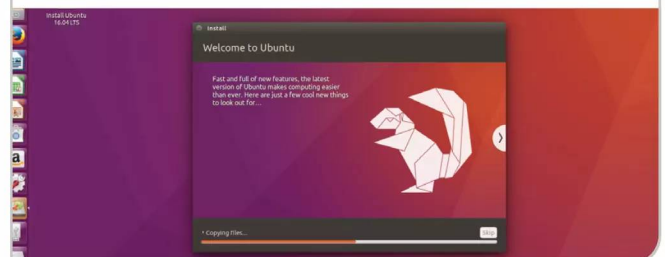 Install Ubuntu
16.04 LTS
Install
Welcome to Ubuntu
Fast and full of new features, the latest
version of Ubuntu makes computing easier
than ever. Here are just a few cool new things
to look out for...
Copying files...
Skip